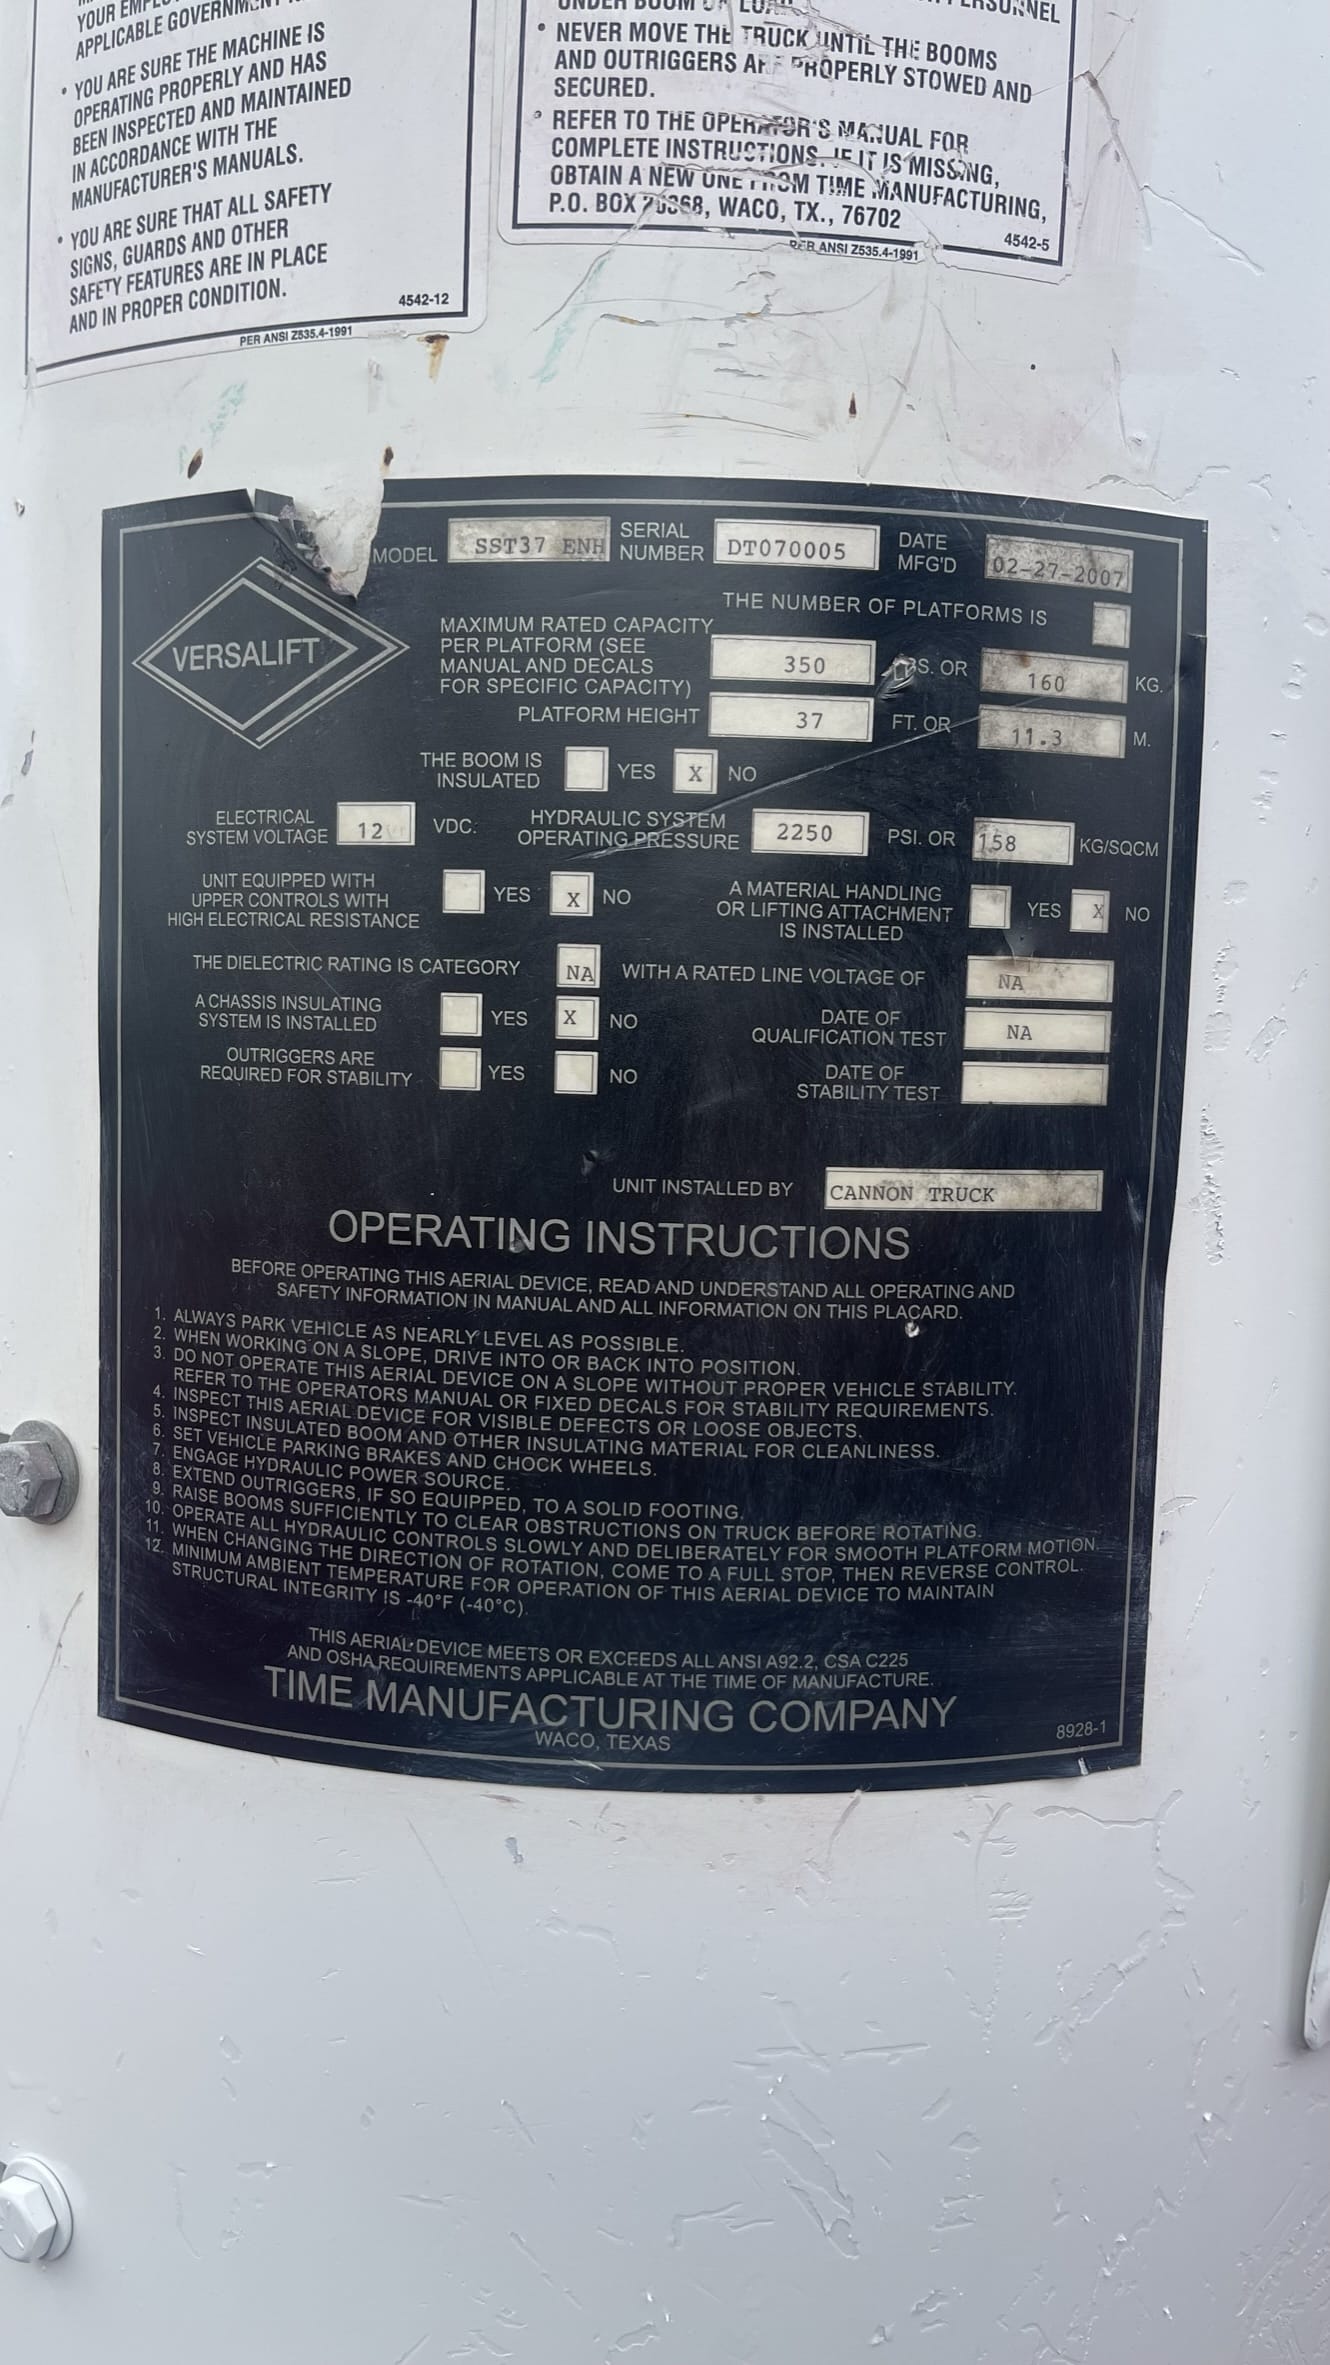 YOUR
APPLICABLE
• YOU ARE SURE THE MACHINE IS
OPERATING PROPERLY AND HAS
BEEN INSPECTED AND MAINTAINED
IN ACCORDANCE WITH THE
MANUFACTURER'S MANUALS.
• YOU ARE SURE THAT ALL SAFETY
SIGNS, GUARDS AND OTHER
SAFETY FEATURES ARE IN PLACE
AND IN PROPER CONDITION.
4542-12
PER ANSI Z535.4-1991
UNDER BOOM
• NEVER MOVE THE TRUCK UNTIL THE BOOMS
AND OUTRIGGERS ARE PROPERLY STOWED AND
SECURED.
• REFER TO THE OPERATOR'S MANUAL FOR
COMPLETE INSTRUCTIONS. IF IT IS MISSING,
OBTAIN A NEW ONE FROM TIME MANUFACTURING,
P.O. BOX WACO, TX., 76702
4542-5
PER ANSI Z535.4-1991
MODEL SST37 ENH SERIAL NUMBER DT070005 DATE MFG'D 02-27-2007
THE NUMBER OF PLATFORMS IS
VERSALIFT
MAXIMUM RATED CAPACITY
PER PLATFORM (SEE
MANUAL AND DECALS
FOR SPECIFIC CAPACITY) 350 LBS. OR 160 KG.
PLATFORM HEIGHT 37 FT. OR 11.3 M.
THE BOOM IS INSULATED YES X NO
ELECTRICAL SYSTEM VOLTAGE 12 VDC. HYDRAULIC SYSTEM OPERATING PRESSURE 2250 PSI. OR 158 KG/SQCM
UNIT EQUIPPED WITH
UPPER CONTROLS WITH
HIGH ELECTRICAL RESISTANCE YES X NO
A MATERIAL HANDLING
OR LIFTING ATTACHMENT
IS INSTALLED YES X NO
THE DIELECTRIC RATING IS CATEGORY NA WITH A RATED LINE VOLTAGE OF NA
A CHASSIS INSULATING
SYSTEM IS INSTALLED YES X NO
DATE OF
QUALIFICATION TEST NA
OUTRIGGERS ARE
REQUIRED FOR STABILITY YES NO
DATE OF
STABILITY TEST
UNIT INSTALLED BY CANNON TRUCK
OPERATING INSTRUCTIONS
BEFORE OPERATING THIS AERIAL DEVICE, READ AND UNDERSTAND ALL OPERATING AND
SAFETY INFORMATION IN MANUAL AND ALL INFORMATION ON THIS PLACARD.
1. ALWAYS PARK VEHICLE AS NEARLY LEVEL AS POSSIBLE.
2. WHEN WORKING ON A SLOPE, DRIVE INTO OR BACK INTO POSITION.
3. DO NOT OPERATE THIS AERIAL DEVICE ON A SLOPE WITHOUT PROPER VEHICLE STABILITY.
REFER TO THE OPERATORS MANUAL OR FIXED DECALS FOR STABILITY REQUIREMENTS.
4. INSPECT THIS AERIAL DEVICE FOR VISIBLE DEFECTS OR LOOSE OBJECTS.
5. INSPECT INSULATED BOOM AND OTHER INSULATING MATERIAL FOR CLEANLINESS.
6. SET VEHICLE PARKING BRAKES AND CHOCK WHEELS.
7. ENGAGE HYDRAULIC POWER SOURCE.
8. EXTEND OUTRIGGERS, IF SO EQUIPPED, TO A SOLID FOOTING.
9. RAISE BOOMS SUFFICIENTLY TO CLEAR OBSTRUCTIONS ON TRUCK BEFORE ROTATING.
10. OPERATE ALL HYDRAULIC CONTROLS SLOWLY AND DELIBERATELY FOR SMOOTH PLATFORM MOTION.
11. WHEN CHANGING THE DIRECTION OF ROTATION, COME TO A FULL STOP, THEN REVERSE CONTROL.
12. MINIMUM AMBIENT TEMPERATURE FOR OPERATION OF THIS AERIAL DEVICE TO MAINTAIN
STRUCTURAL INTEGRITY IS -40°F (-40°C).
THIS AERIAL DEVICE MEETS OR EXCEEDS ALL ANSI A92.2, CSA C225
AND OSHA REQUIREMENTS APPLICABLE AT THE TIME OF MANUFACTURE.
TIME MANUFACTURING COMPANY
WACO, TEXAS
8928-1